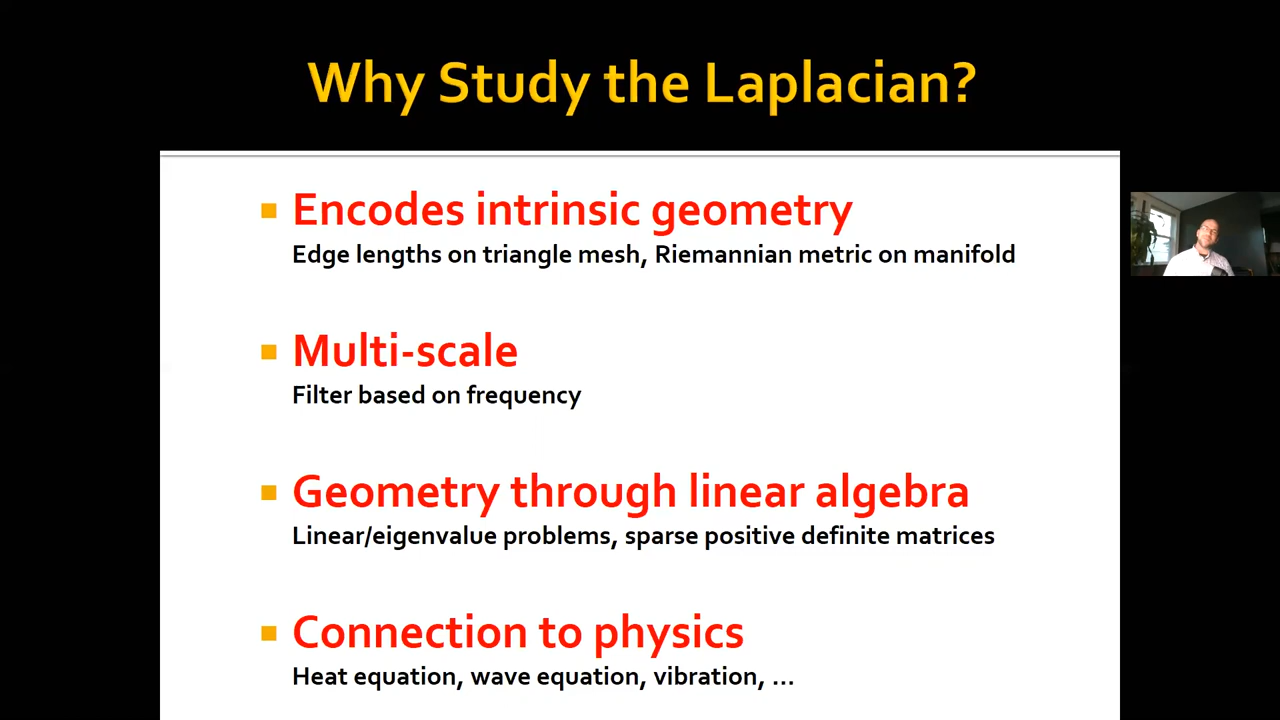 Why Study the Laplacian?
Encodes intrinsic geometry
Edge lengths on triangle mesh, Riemannian metric on manifold
Multi-scale
Filter based on frequency
Geometry through linear algebra
Linear/eigenvalue problems, sparse positive definite matrices
Connection to physics
Heat equation, wave equation, vibration, ...